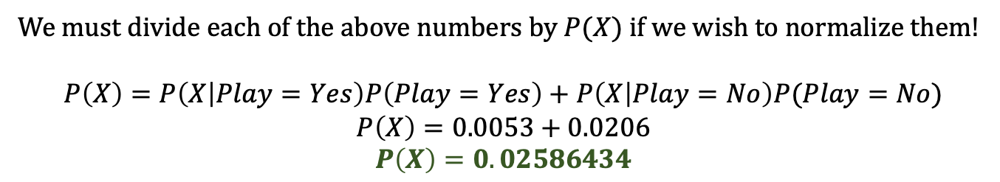 We must divide each of the above numbers by P(X) if we wish to normalize them!
P(X) = P(X|Play = Yes)P(Play = Yes) + P(X|Play = No)P(Play = No)
P(X) = 0.0053 + 0.0206
P(X) = 0.02586434